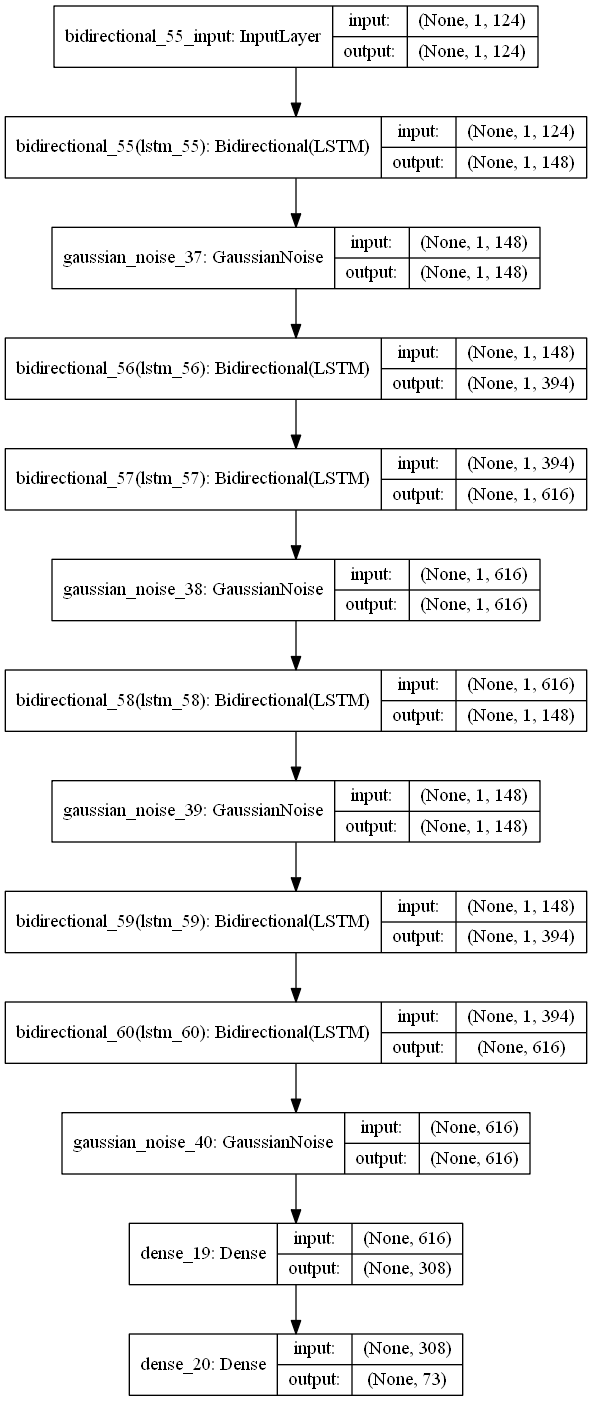 bidirectional_55_input: InputLayer
input: (None, 1, 124)
output: (None, 1, 124)
bidirectional_55(lstm_55): Bidirectional(LSTM)
input: (None, 1, 124)
output: (None, 1, 148)
gaussian_noise_37: GaussianNoise
input: (None, 1, 148)
output: (None, 1, 148)
bidirectional_56(lstm_56): Bidirectional(LSTM)
input: (None, 1, 148)
output: (None, 1, 394)
bidirectional_57(lstm_57): Bidirectional(LSTM)
input: (None, 1, 394)
output: (None, 1, 616)
gaussian_noise_38: GaussianNoise
input: (None, 1, 616)
output: (None, 1, 616)
bidirectional_58(lstm_58): Bidirectional(LSTM)
input: (None, 1, 616)
output: (None, 1, 148)
gaussian_noise_39: GaussianNoise
input: (None, 1, 148)
output: (None, 1, 148)
bidirectional_59(lstm_59): Bidirectional(LSTM)
input: (None, 1, 148)
output: (None, 1, 394)
bidirectional_60(lstm_60): Bidirectional(LSTM)
input: (None, 1, 394)
output: (None, 616)
gaussian_noise_40: GaussianNoise
input: (None, 616)
output: (None, 616)
dense_19: Dense
input: (None, 616)
output: (None, 308)
dense_20: Dense
input: (None, 308)
output: (None, 73)